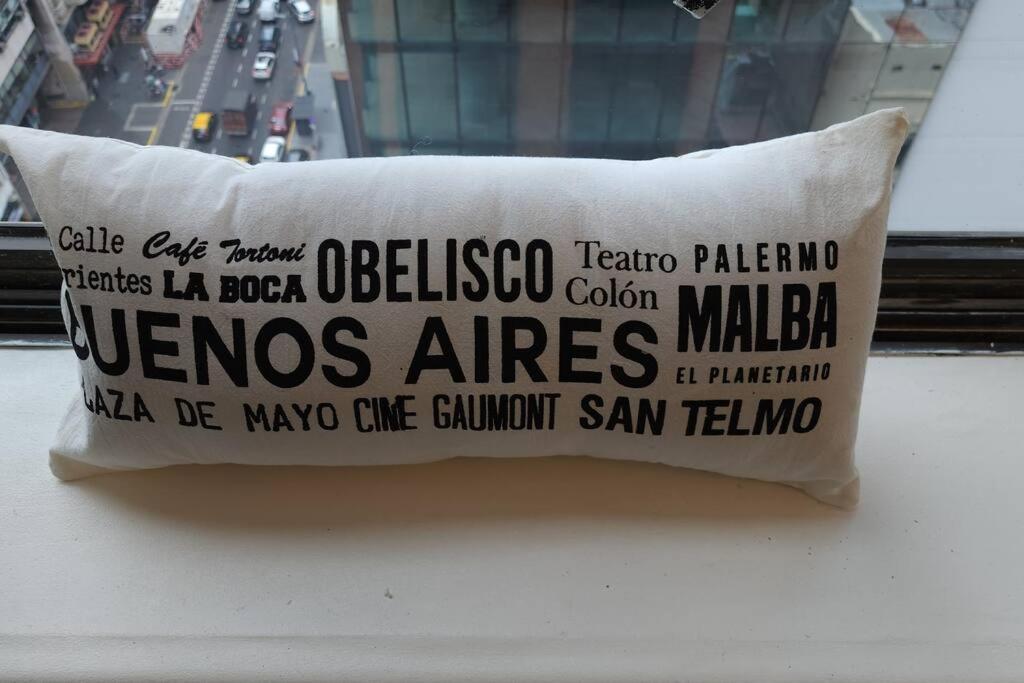 Calle Café Tortoni OBELISCO Teatro PALERMO
rientes LA BOCA Colón MALBA
BUENOS AIRES EL PLANETARIO
LAZA DE MAYO CINE GAUMONT SAN TELMO